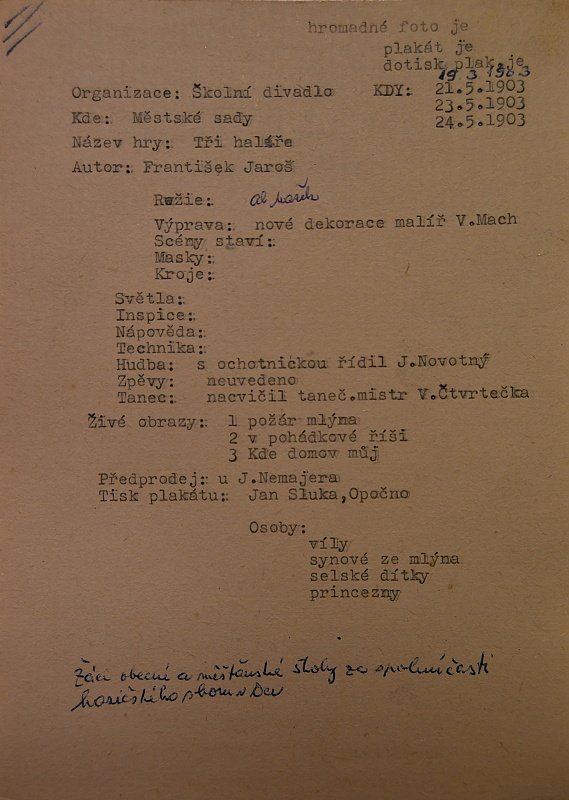 hromadné foto je
plakát je
dotisk plak.je
Organizace: Školní divadlo KDY: 21.5.1903
23.5.1903
Kde: Městské sady 24.5.1903
Název hry: Tři haléře
Autor: František Jaroš
Režie:
Výprava: nové dekorace malíř V.Mach
Scény staví:
Masky:
Kroje:
Světla:
Inspice:
Nápověda:
Technika:
Hudba: s ochotnickou řídil J.Novotný
Zpěvy: neuvedeno
Tanec: nacvičil taneč.mistr V.Čtvrtečka
Živé obrazy: 1 požár mlýna
2 v pohádkové říši
3 Kde domov můj
Předprodej: u J.Nemajera
Tisk plakátu: Jan Sluka,Opočno
Osoby:
víly
synové ze mlýna
selské dítky
princezny
Žáci obecné a měšťanské školy za spoluúčasti
hasičského sboru v